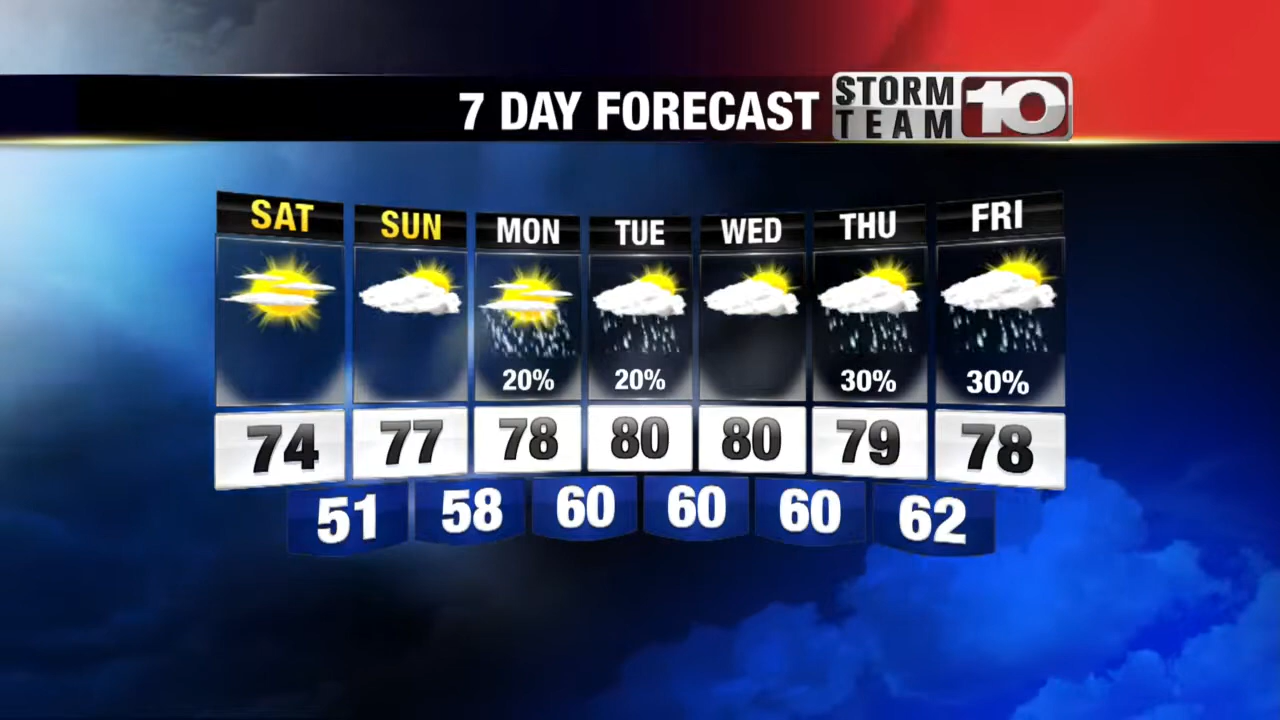 7 DAY FORECAST
STORM TEAM 10
SAT SUN MON TUE WED THU FRI
20% 20% 30% 30%
74 77 78 80 80 79 78
51 58 60 60 60 62